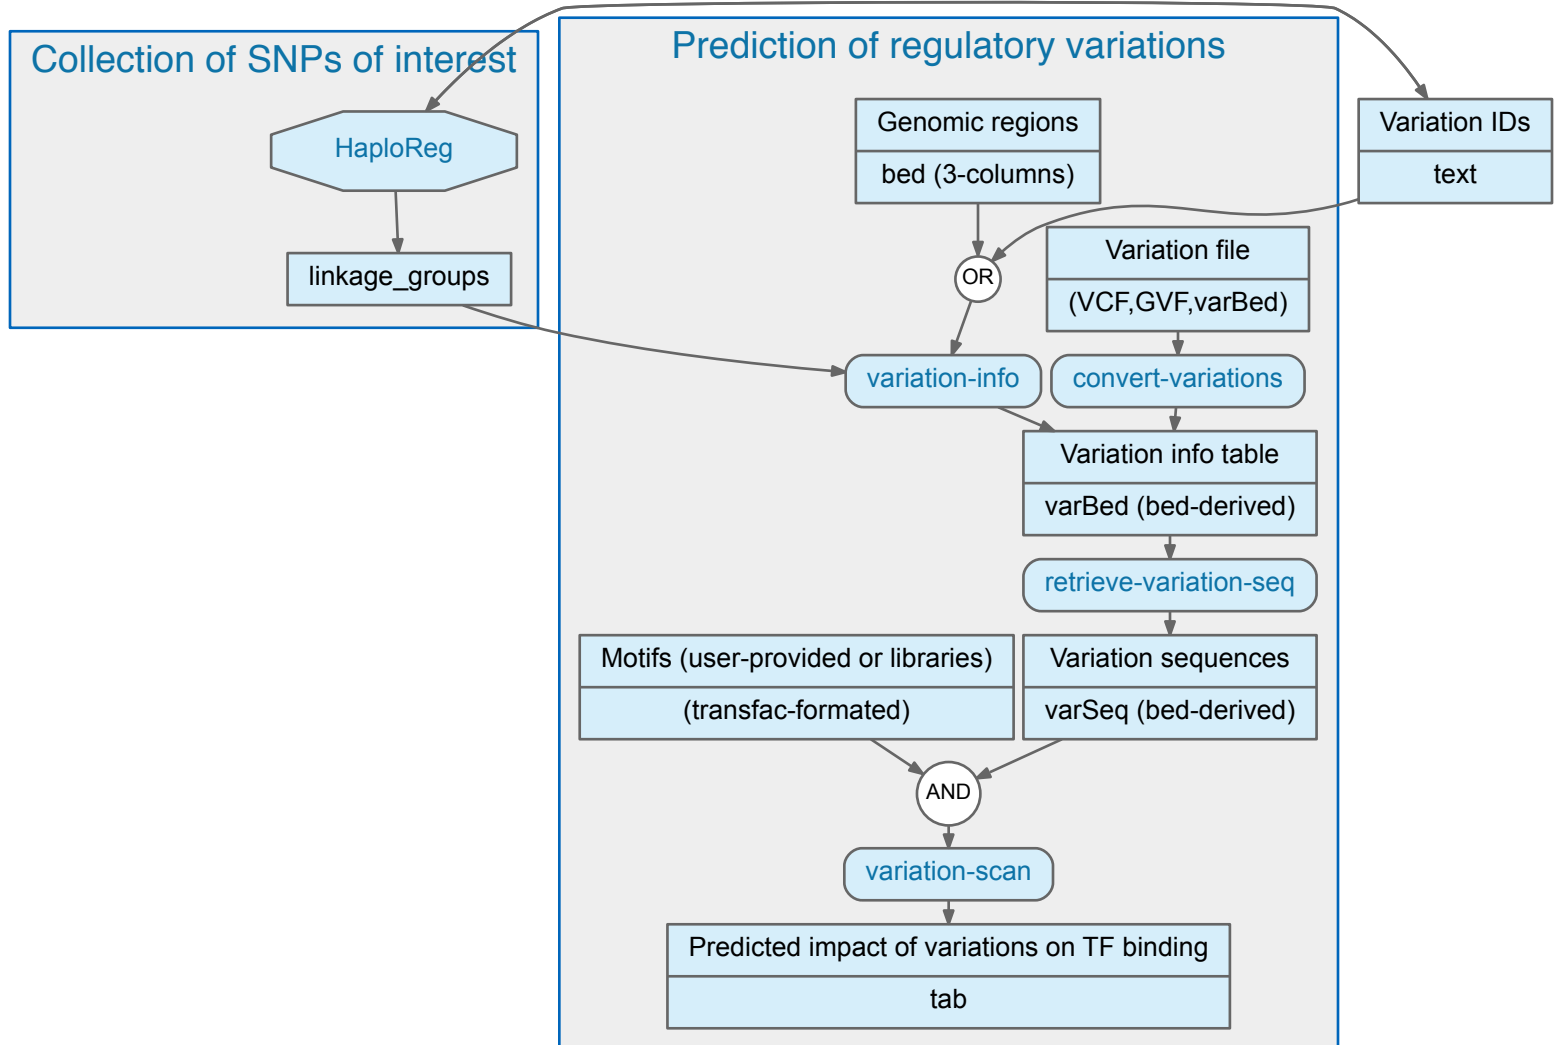 Collection of SNPs of interest
HaploReg
linkage_groups
Prediction of regulatory variations
Genomic regions
bed (3-columns)
Variation IDs
text
OR
Variation file
(VCF,GVF,varBed)
variation-info
convert-variations
Variation info table
varBed (bed-derived)
retrieve-variation-seq
Motifs (user-provided or libraries)
(transfac-formated)
Variation sequences
varSeq (bed-derived)
AND
variation-scan
Predicted impact of variations on TF binding
tab